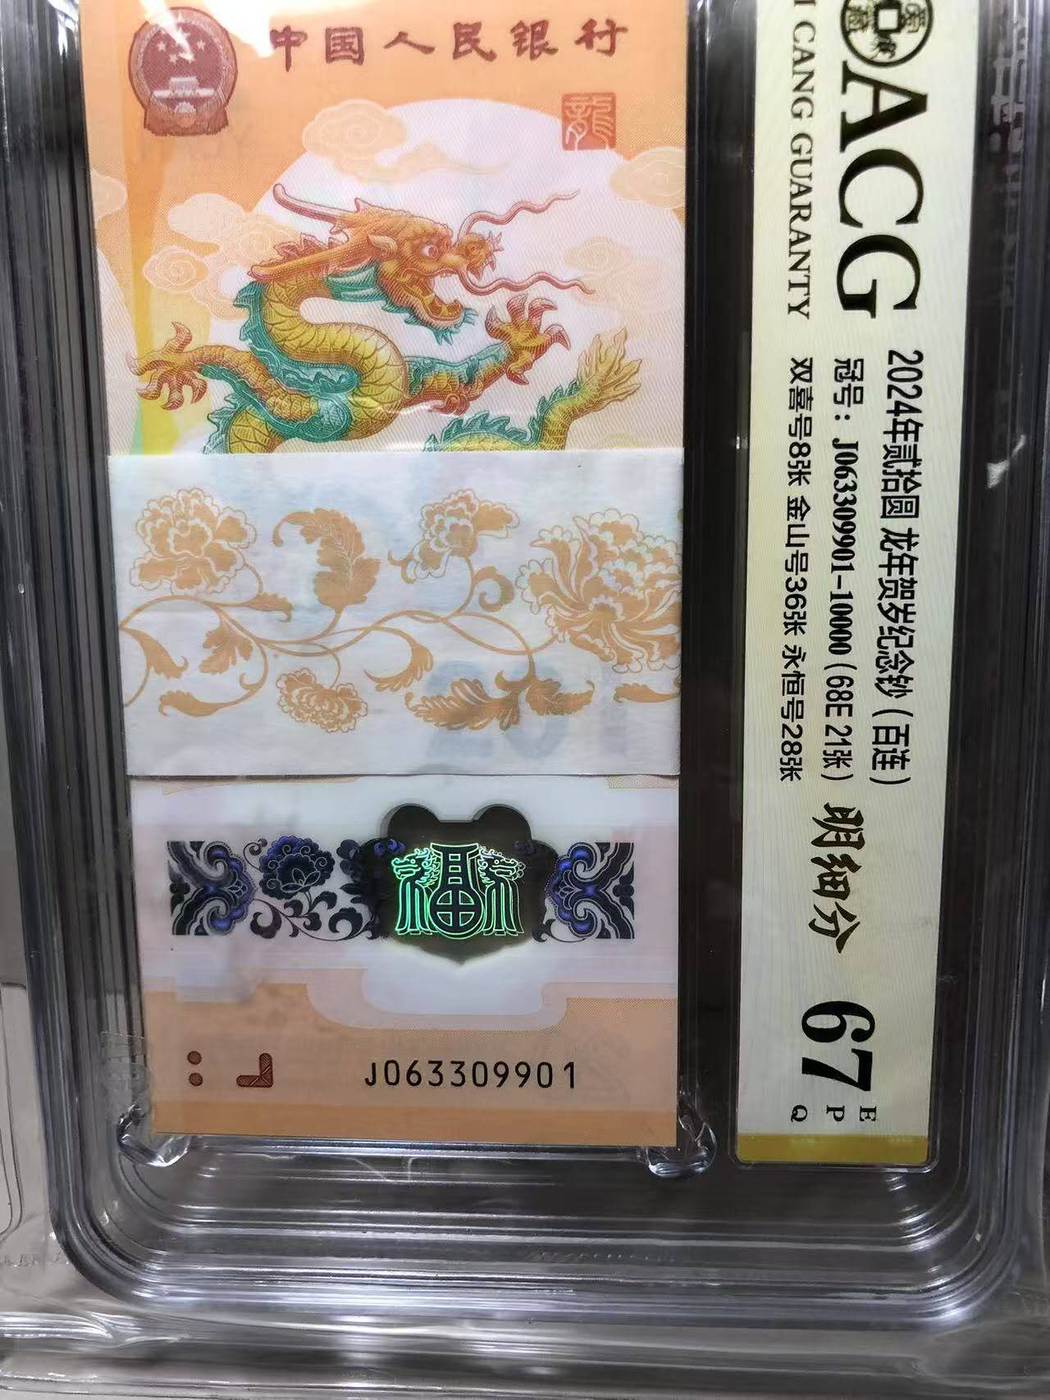 中国人民银行
龍
J063309901
ACG
CANG GUARANTY
2024年贰拾圆 龙年贺岁纪念钞(百连)
冠号:J063309901-10000(68E 21张)
双喜号8张 金山号36张 永恒号28张
明细分
67
E
P
Q